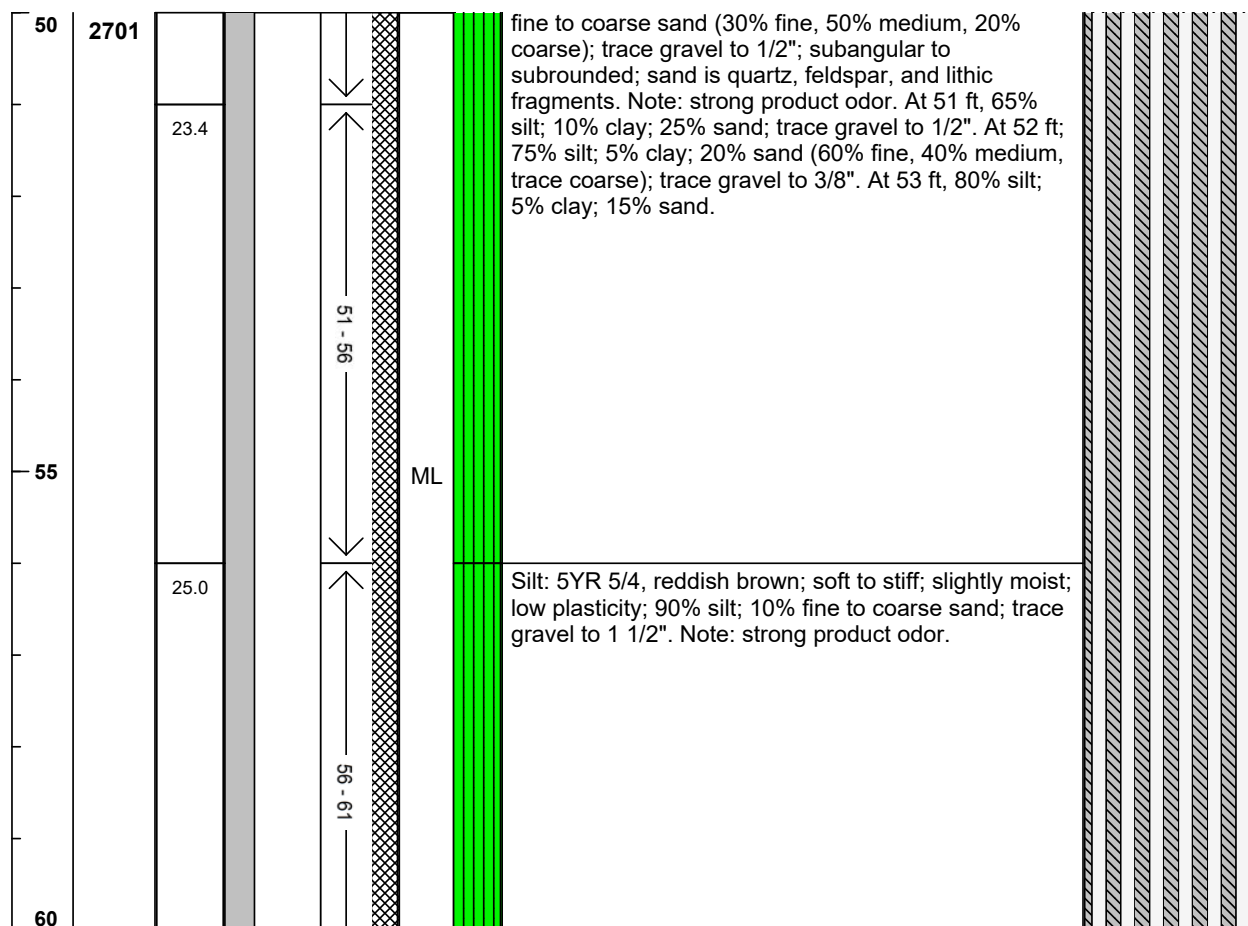 50
2701
fine to coarse sand (30% fine, 50% medium, 20%
coarse); trace gravel to 1/2"; subangular to
subrounded; sand is quartz, feldspar, and lithic
fragments. Note: strong product odor. At 51 ft, 65%
silt; 10% clay; 25% sand; trace gravel to 1/2". At 52 ft;
75% silt; 5% clay; 20% sand (60% fine, 40% medium,
trace coarse); trace gravel to 3/8". At 53 ft, 80% silt;
5% clay; 15% sand.
23.4
51 - 56
55
ML
25.0
Silt: 5YR 5/4, reddish brown; soft to stiff; slightly moist;
low plasticity; 90% silt; 10% fine to coarse sand; trace
gravel to 1 1/2". Note: strong product odor.
56 - 61
60